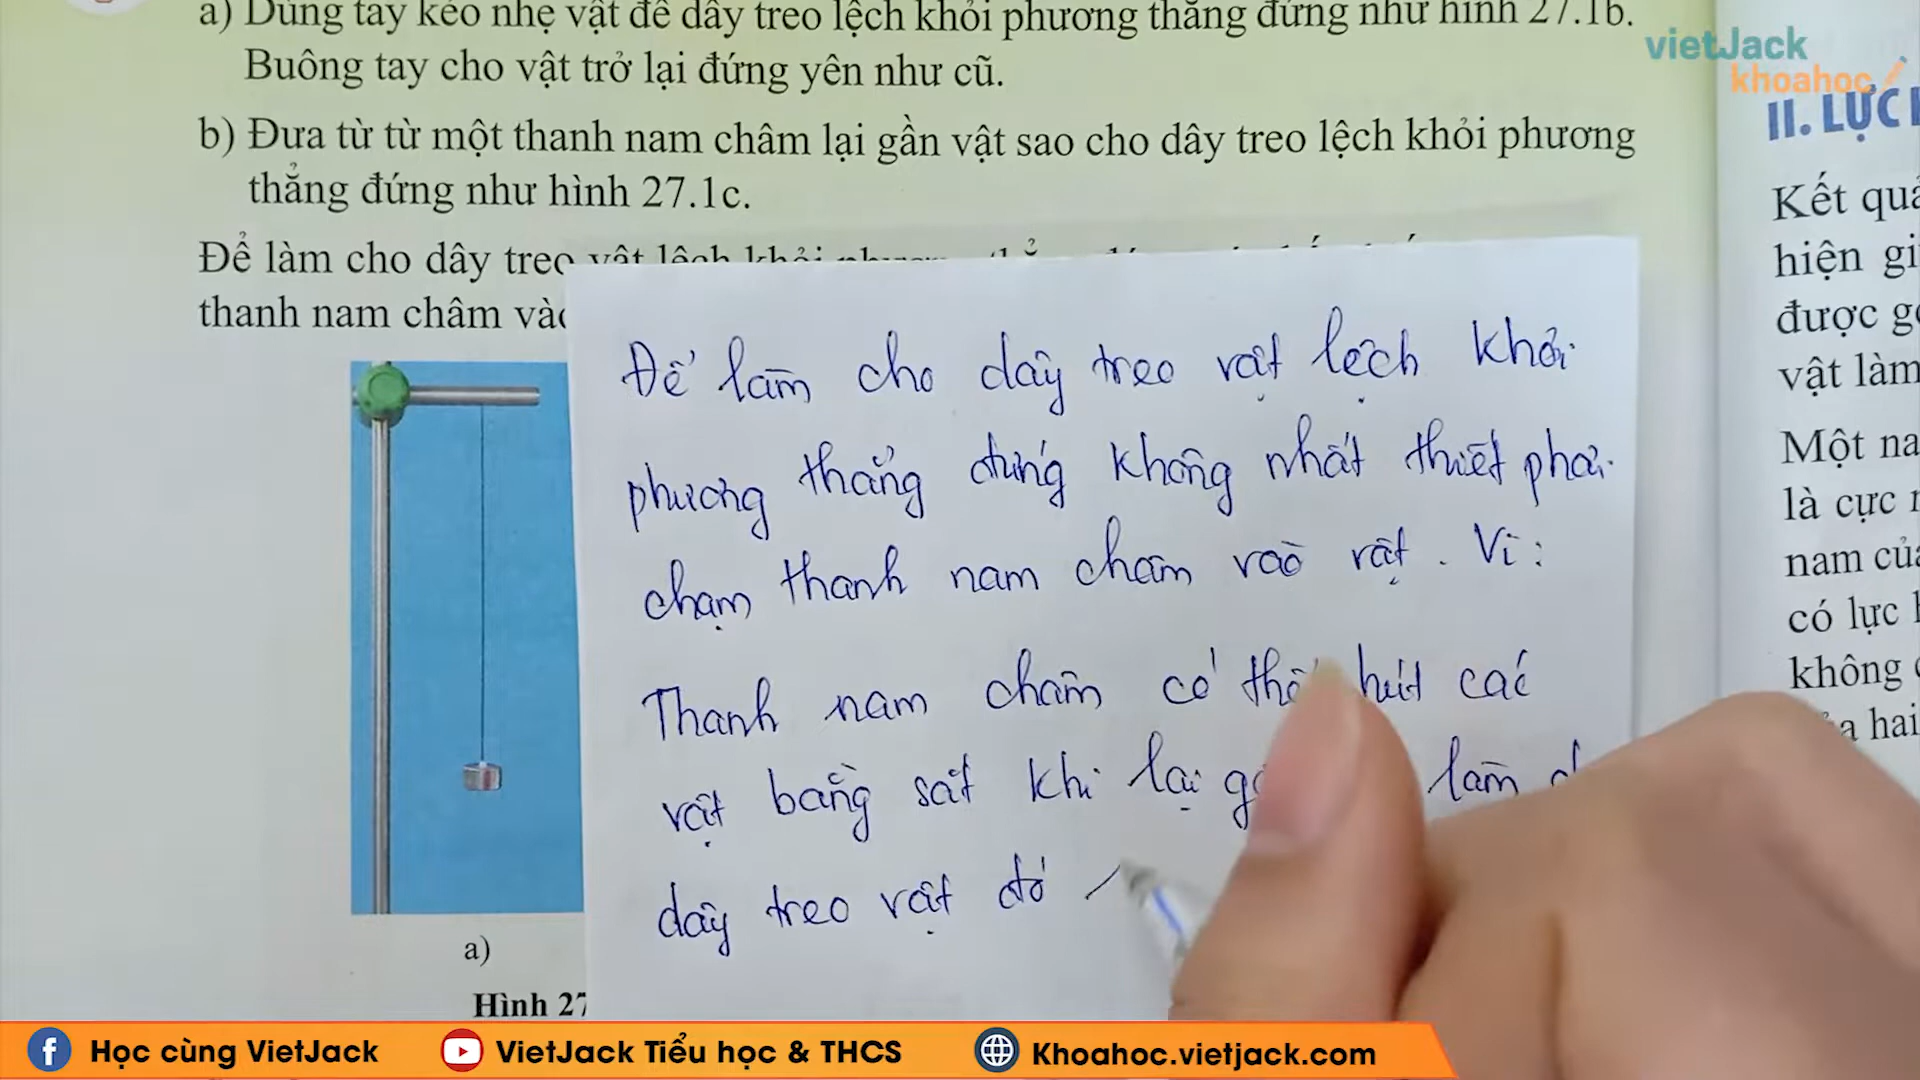 a) Dùng tay kéo nhẹ vật để dây treo lệch khỏi phương thẳng đứng như hình 27.1b.
Buông tay cho vật trở lại đứng yên như cũ.
b) Đưa từ từ một thanh nam châm lại gần vật sao cho dây treo lệch khỏi phương
thẳng đứng như hình 27.1c.
Để làm cho dây treo vật lệch khỏi
thanh nam châm vào
Để làm cho dây treo vật lệch khỏi
phương thẳng đứng không nhất thiết phải
chạm thanh nam châm vào vật. Vì:
Thanh nam châm có thể hút các
vật bằng sắt khi lại làm
dây treo vật đó
a)
Hình 27
vietJack
khoahoc
II. LỰC
Kết quả
hiện
được
vật làm
Một
là cực
nam của
có lực
không
hai
Học cùng VietJack
VietJack Tiểu học & THCS
Khoahoc.vietjack.com